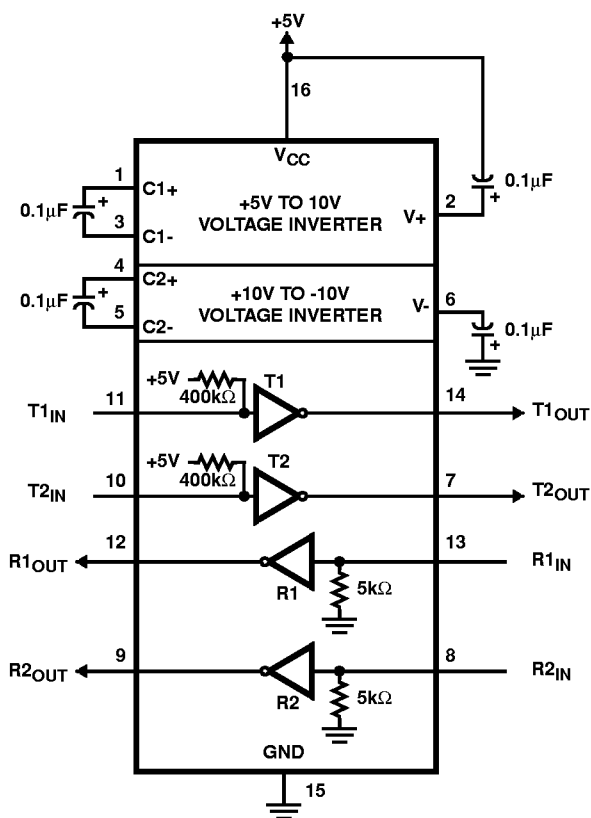 +5V
16
VCC
1
C1+
0.1μF
+
3
C1-
+5V TO 10V
VOLTAGE INVERTER
V+
2
0.1μF
+
4
C2+
0.1μF
+
5
C2-
+10V TO -10V
VOLTAGE INVERTER
V-
6
0.1μF
+
+5V
400kΩ
T1
T1IN
11
14
T1OUT
+5V
400kΩ
T2
T2IN
10
7
T2OUT
R1OUT
12
R1
5kΩ
13
R1IN
R2OUT
9
R2
5kΩ
8
R2IN
GND
15